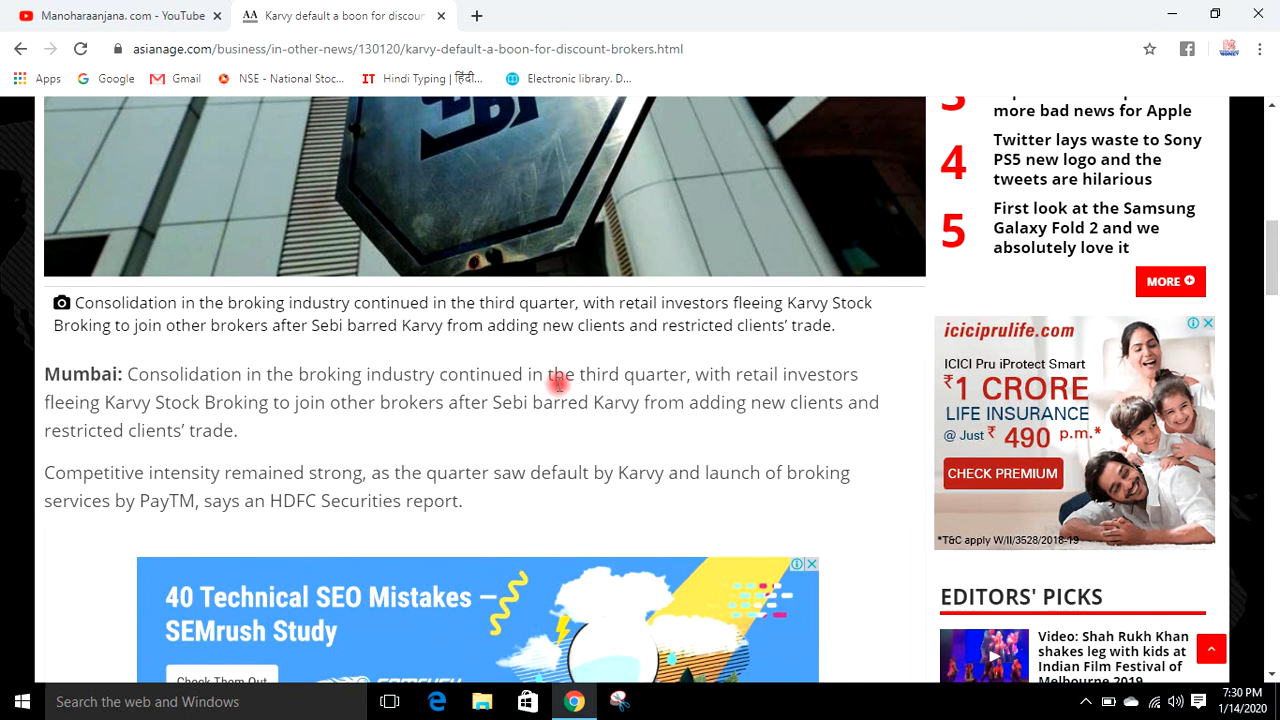 Manoharaanjana. com - YouTube
AA Karvy default a boon for discour
asianage.com/business/in-other-news/130120/karvy-default-a-boon-for-discount-brokers.html
Apps
Google
Gmail
NSE - National Stoc...
IT Hindi Typing | हिंदी...
Electronic library. D...
SEBI
Consolidation in the broking industry continued in the third quarter, with retail investors fleeing Karvy Stock
Broking to join other brokers after Sebi barred Karvy from adding new clients and restricted clients' trade.
Mumbai: Consolidation in the broking industry continued in the third quarter, with retail investors
fleeing Karvy Stock Broking to join other brokers after Sebi barred Karvy from adding new clients and
restricted clients' trade.
Competitive intensity remained strong, as the quarter saw default by Karvy and launch of broking
services by PayTM, says an HDFC Securities report.
40 Technical SEO Mistakes –
SEMrush Study
Check Them Out
3
more bad news for Apple
4
Twitter lays waste to Sony
PS5 new logo and the
tweets are hilarious
5
First look at the Samsung
Galaxy Fold 2 and we
absolutely love it
MORE
iciciprulife.com
ICICI Pru iProtect Smart
₹1 CRORE
LIFE INSURANCE
@ Just ₹ 490 p.m.*
CHECK PREMIUM
*T&C apply W/II/3528/2018-19
EDITORS' PICKS
Video: Shah Rukh Khan
shakes leg with kids at
Indian Film Festival of
Melbourne 2019
Search the web and Windows
7:30 PM
1/14/2020